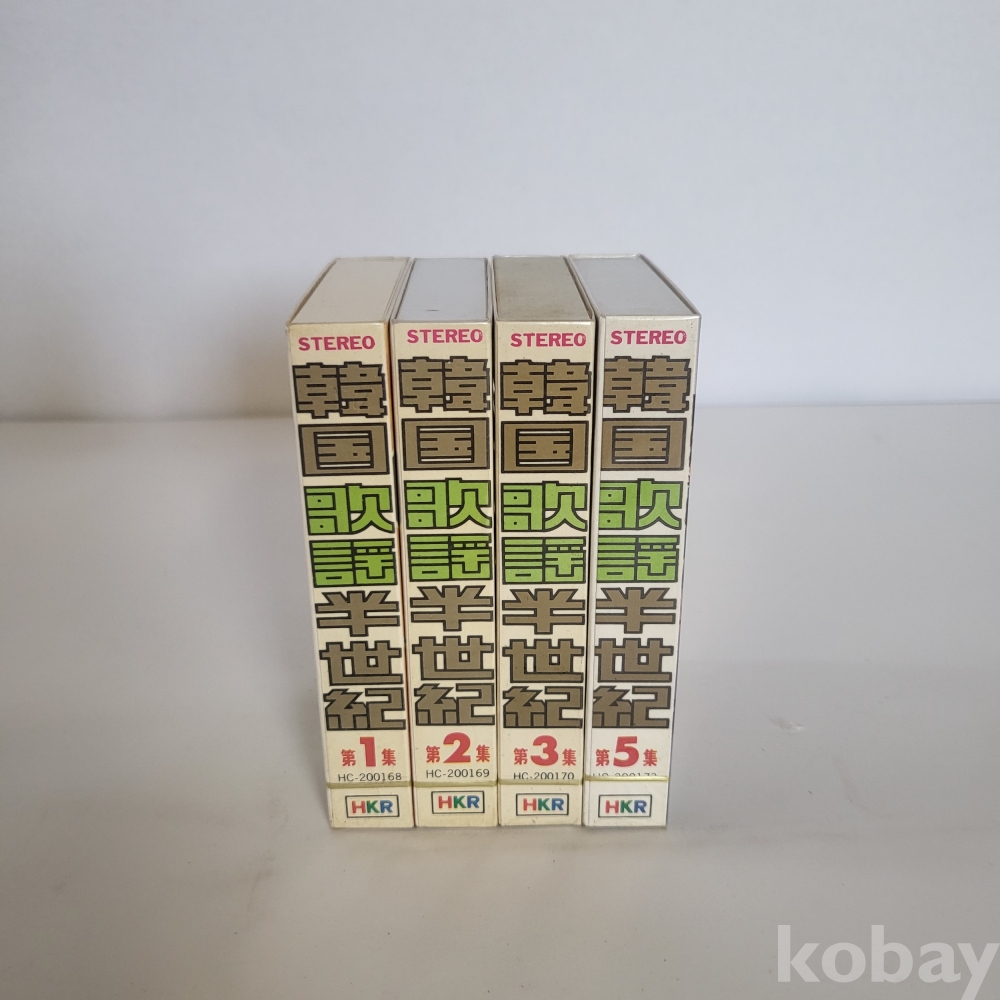 STEREO
韓国歌謡半世紀
第1集
HC-200168
HKR
STEREO
韓国歌謡半世紀
第2集
HC-200169
HKR
STEREO
韓国歌謡半世紀
第3集
HC-200170
HKR
STEREO
韓国歌謡半世紀
第5集
HKR
kobay